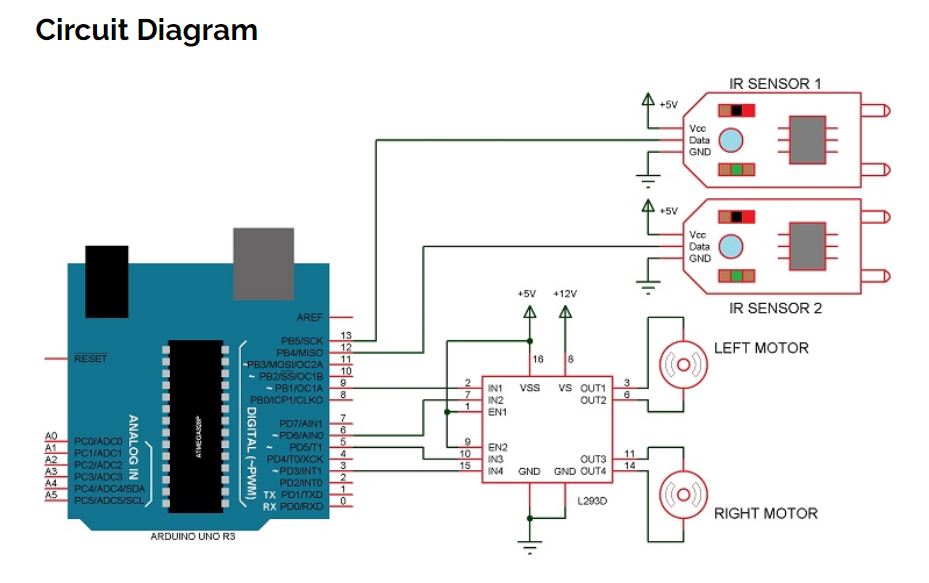 Circuit Diagram
IR SENSOR 1
+5V
Vcc
Data
GND
+5V
Vcc
Data
GND
IR SENSOR 2
AREF
PB5/SCK 13
PB4/MISO 12
~PB3/MOSI/OC2A 11
~PB2/SS/OC1B 10
~PB1/OC1A 9
PB0/ICP1/CLKO 8
PD7/AIN1 7
~PD6/AIN0 6
~PD5/T1 5
PD4/T0/XCK 4
~PD3/INT1 3
PD2/INT0 2
TX PD1/TXD 1
RX PD0/RXD 0
RESET
ATMEGA328P
ANALOG IN
DIGITAL (~PWM)
A0 PC0/ADC0
A1 PC1/ADC1
A2 PC2/ADC2
A3 PC3/ADC3
A4 PC4/ADC4/SDA
A5 PC5/ADC5/SCL
ARDUINO UNO R3
+5V +12V
16 8
VSS VS
2 IN1
7 IN2
1 EN1
9 EN2
10 IN3
15 IN4
OUT1 3
OUT2 6
OUT3 11
OUT4 14
GND GND
L293D
LEFT MOTOR
RIGHT MOTOR